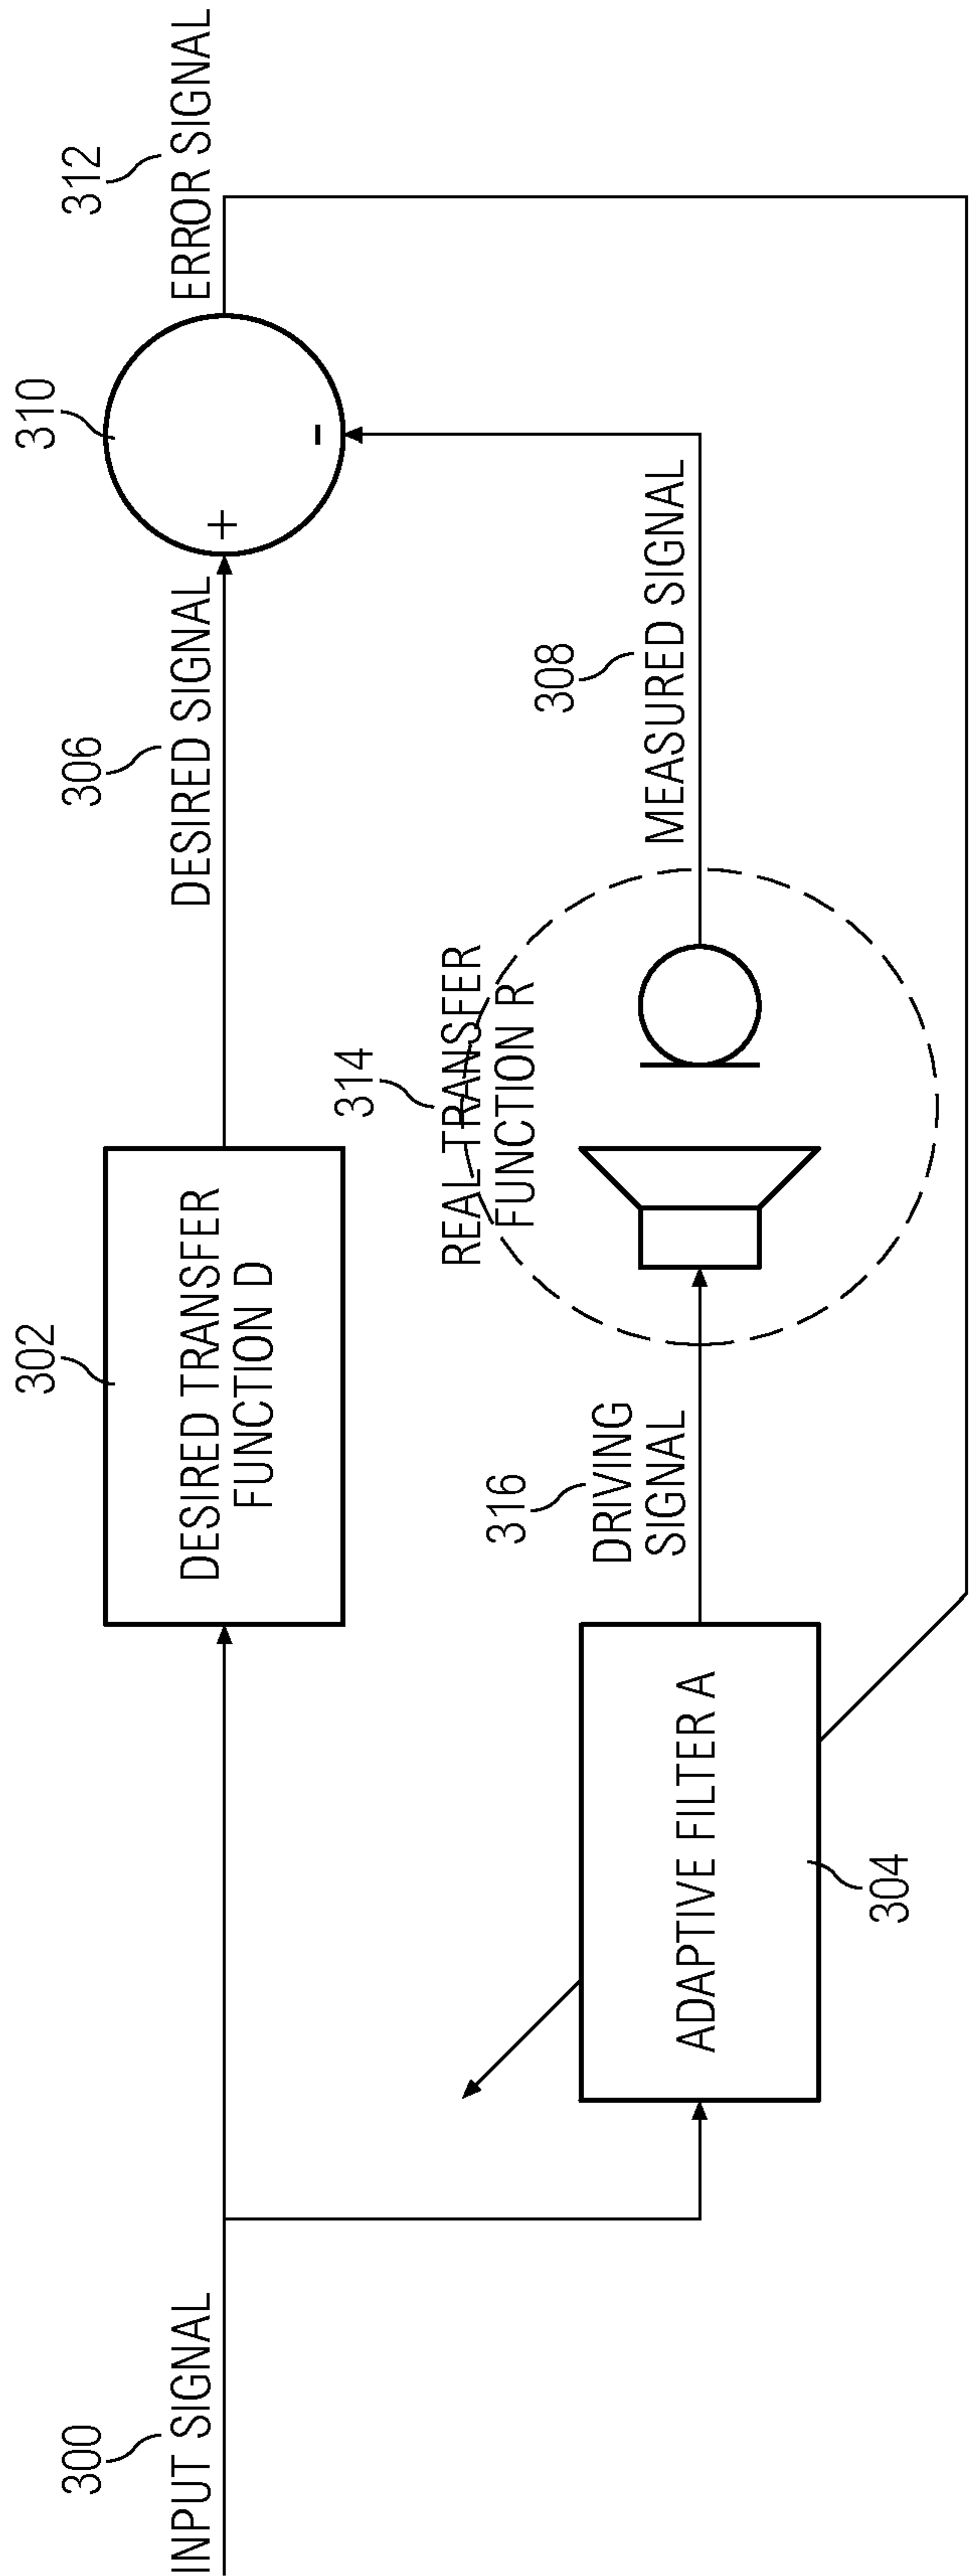 300
INPUT SIGNAL
302
DESIRED TRANSFER
FUNCTION D
306
DESIRED SIGNAL
310
+
-
312
ERROR SIGNAL
304
ADAPTIVE FILTER A
316
DRIVING
SIGNAL
314
REAL TRANSFER
FUNCTION R
308
MEASURED SIGNAL